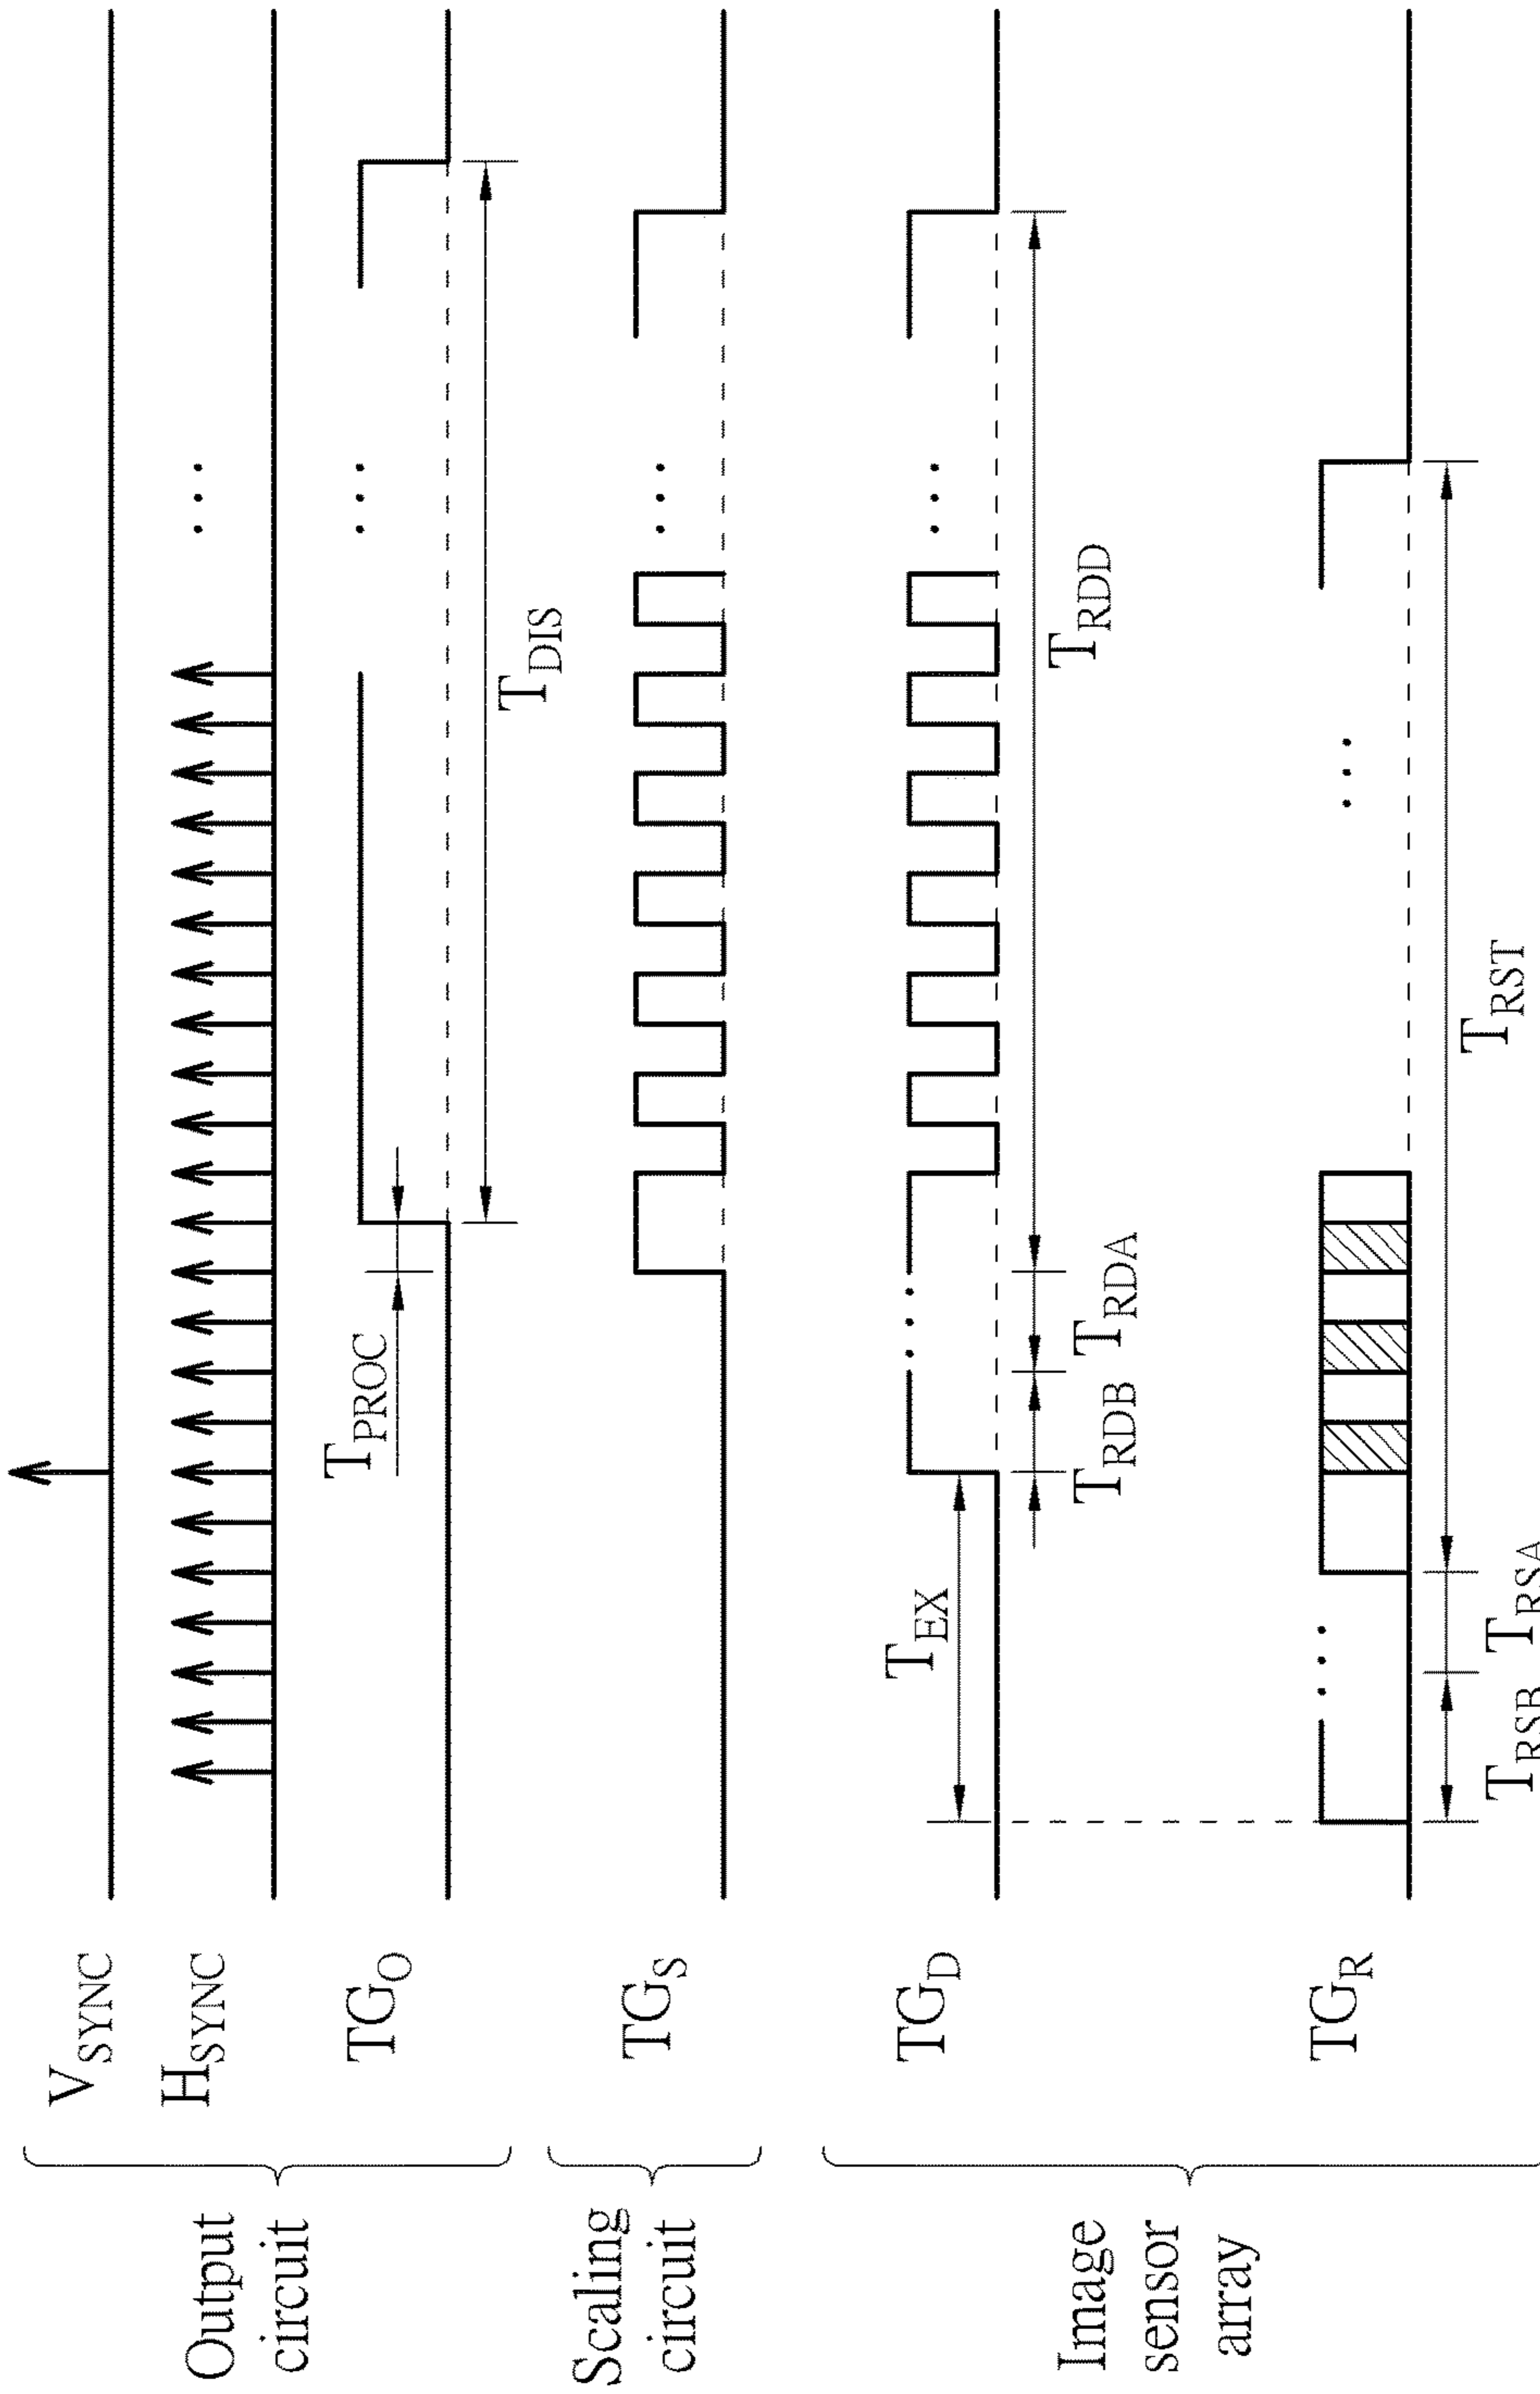 Output
circuit
V_SYNC
H_SYNC
TG_O
T_PROC
T_DIS
Scaling
circuit
TG_S
Image
sensor
array
TG_D
T_EX
T_RDB
T_RDA
T_RDD
TG_R
T_RSB
T_RSA
T_RST